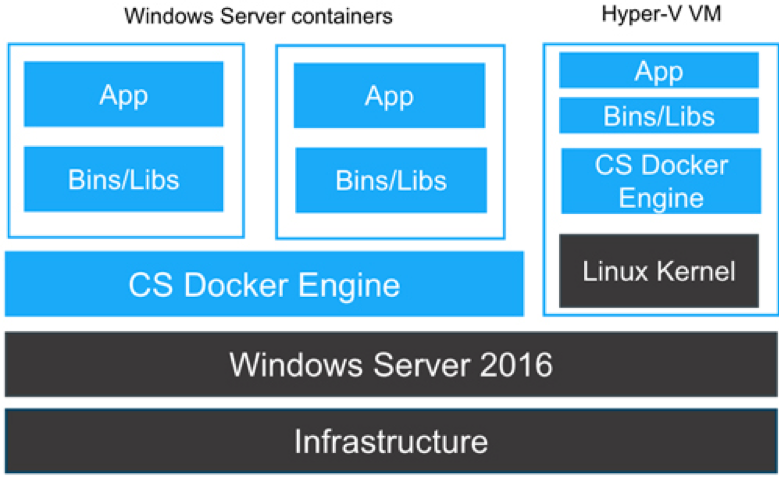 Windows Server containers
Hyper-V VM
App
Bins/Libs
App
Bins/Libs
App
Bins/Libs
CS Docker
Engine
Linux Kernel
CS Docker Engine
Windows Server 2016
Infrastructure